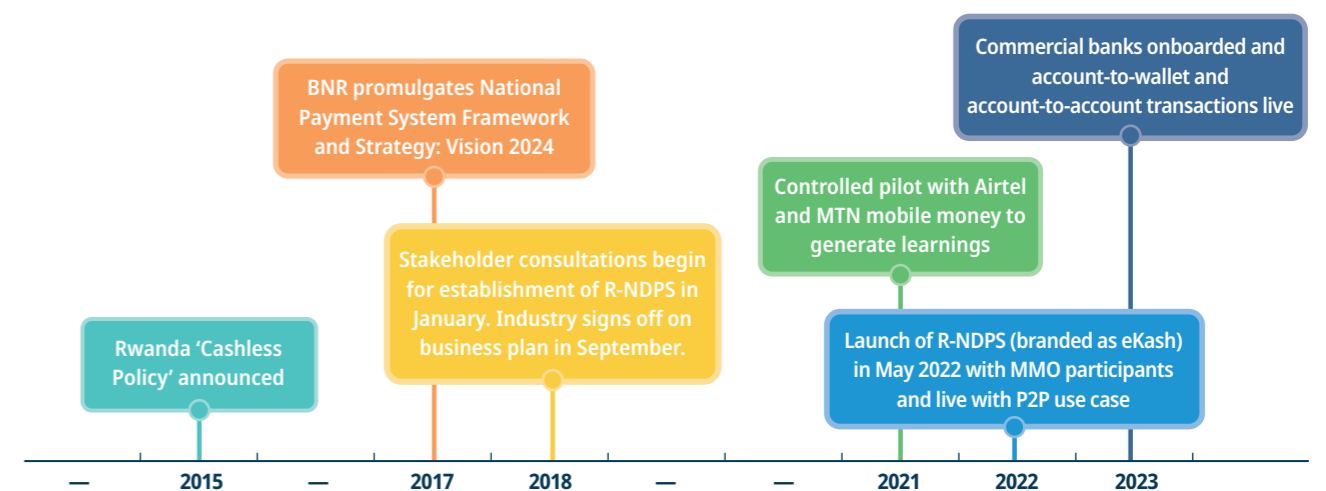 Rwanda ‘Cashless
Policy’ announced
BNR promulgates National
Payment System Framework
and Strategy: Vision 2024
Stakeholder consultations begin
for establishment of R-NDPS in
January. Industry signs off on
business plan in September.
Controlled pilot with Airtel
and MTN mobile money to
generate learnings
Launch of R-NDPS (branded as eKash)
in May 2022 with MMO participants
and live with P2P use case
Commercial banks onboarded and
account-to-wallet and
account-to-account transactions live
— 2015 — 2017 2018 — — 2021 2022 2023